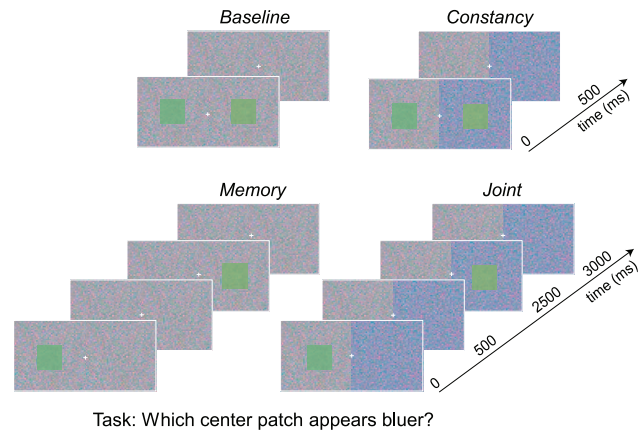 Baseline
Constancy
0
500
time (ms)
Memory
Joint
0
500
2500
3000
time (ms)
Task: Which center patch appears bluer?